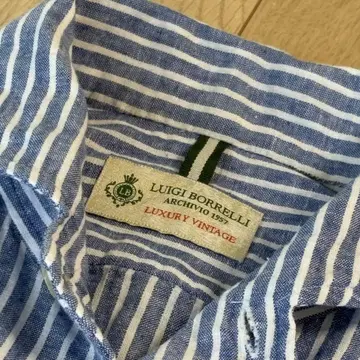 LB
LUIGI BORRELLI
ARCHIVIO 1957
LUXURY VINTAGE